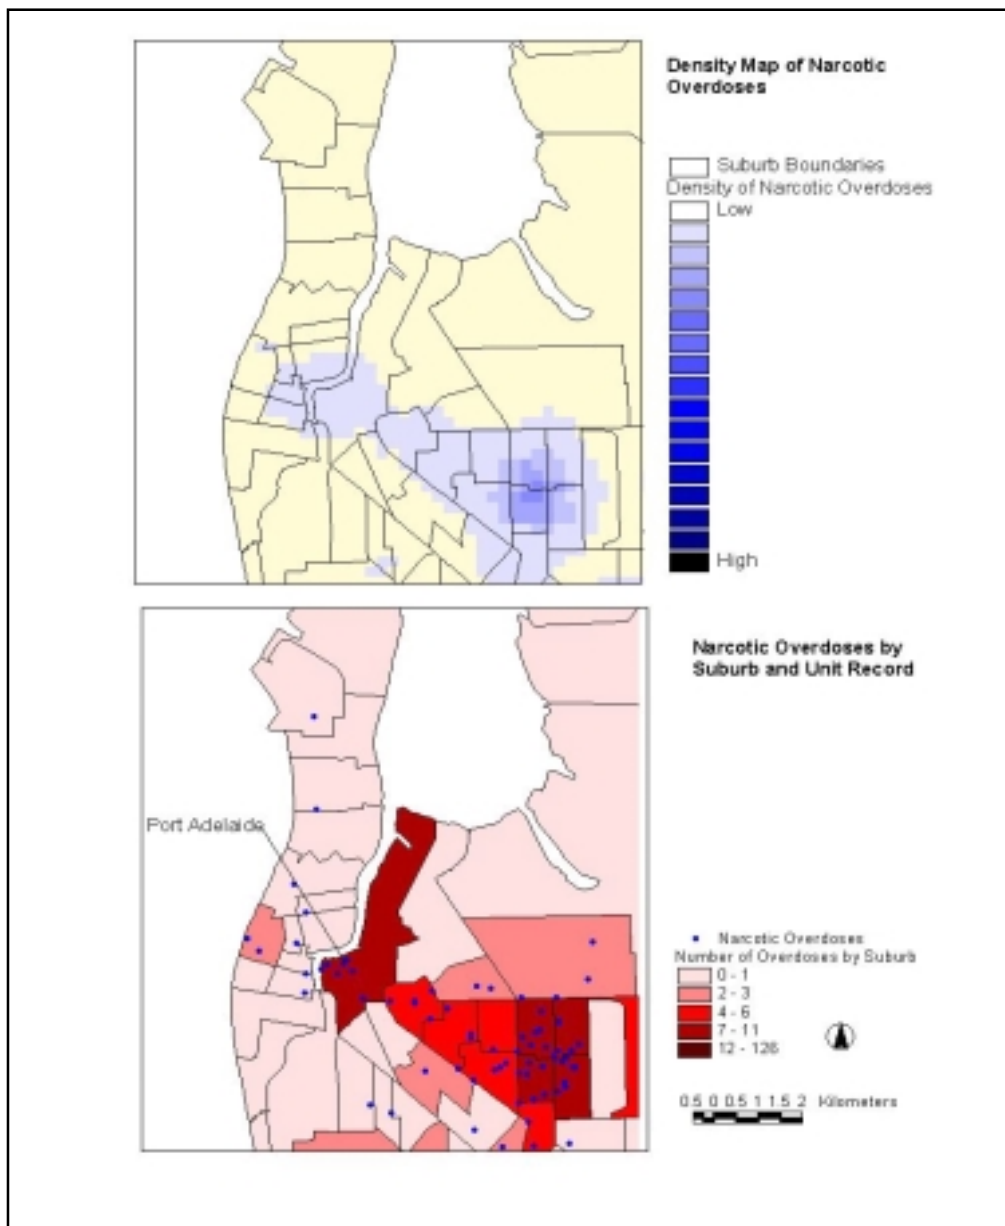 Density Map of Narcotic
Overdoses
Suburb Boundaries
Density of Narcotic Overdoses
Low
High
Narcotic Overdoses by
Suburb and Unit Record
Port Adelaide
Narcotic Overdoses
Number of Overdoses by Suburb
0 - 1
2 - 3
4 - 6
7 - 11
12 - 126
0.5 0 0.5 1 1.5 2 Kilometers